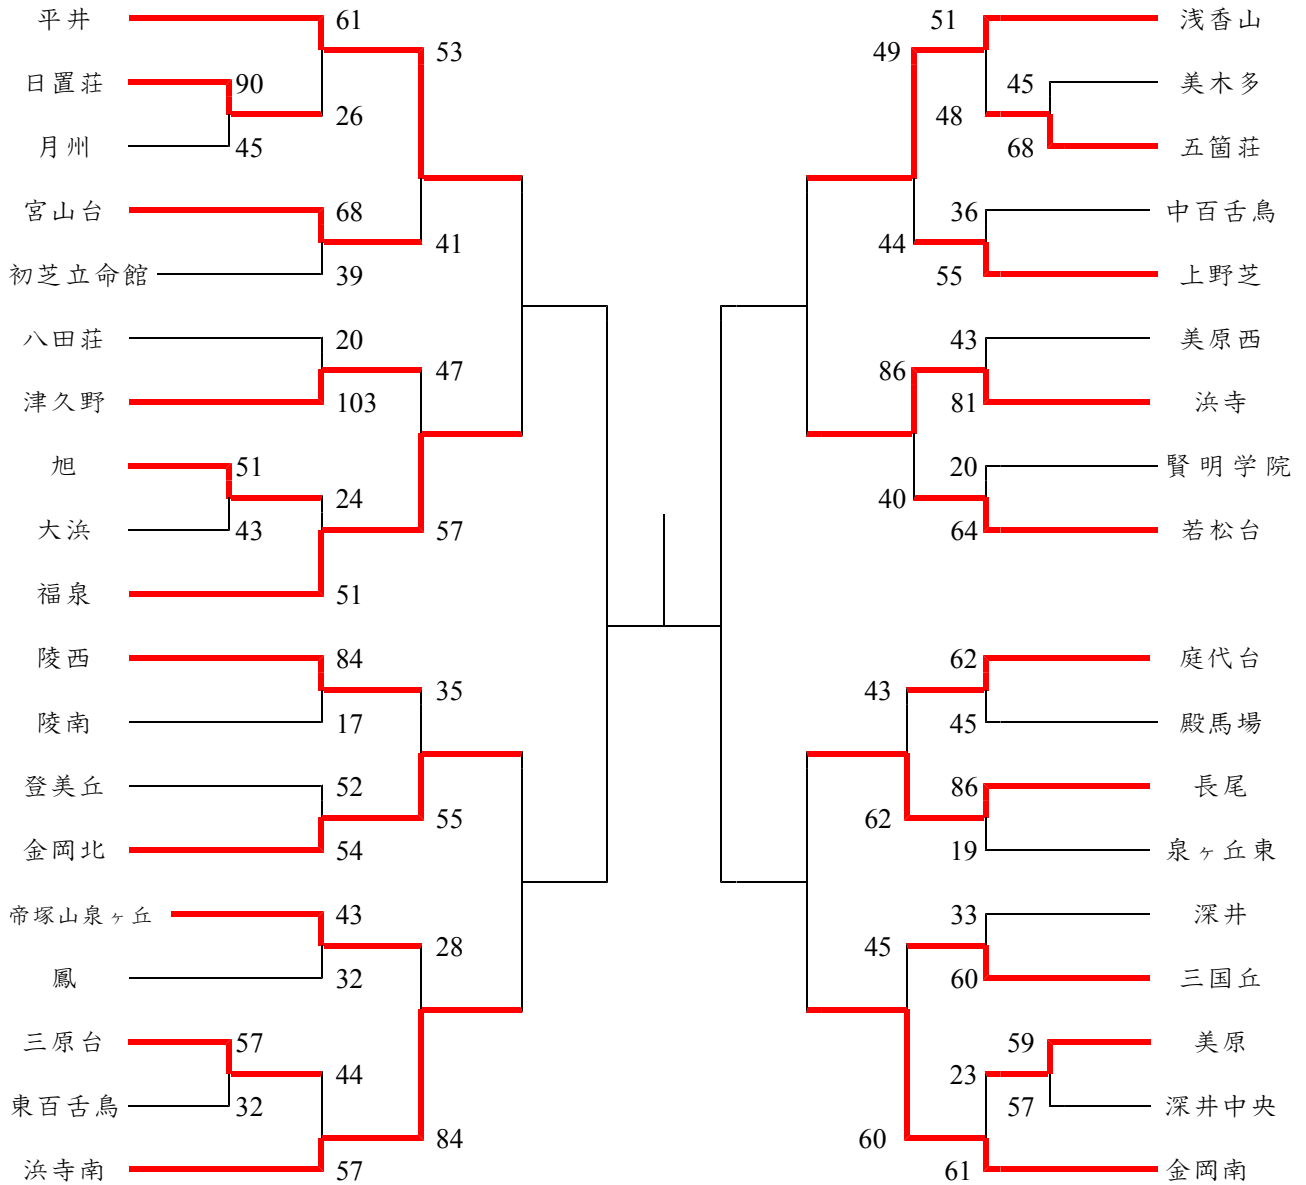 平井 61 51 浅香山
53 49
日置荘 90 45 美木多
26 48
月州 45 68 五箇荘
宮山台 68 36 中百舌鳥
41 44
初芝立命館 39 55 上野芝
八田荘 20 43 美原西
47 86
津久野 103 81 浜寺
旭 51 20 賢明学院
24 40
大浜 43 57 64 若松台
福泉 51
陵西 84 62 庭代台
35 43
陵南 17 45 殿馬場
登美丘 52 86 長尾
55 62
金岡北 54 19 泉ヶ丘東
帝塚山泉ヶ丘 43 33 深井
28 45
鳳 32 60 三国丘
三原台 57 59 美原
44 23
東百舌鳥 32 57 深井中央
84 60
浜寺南 57 61 金岡南